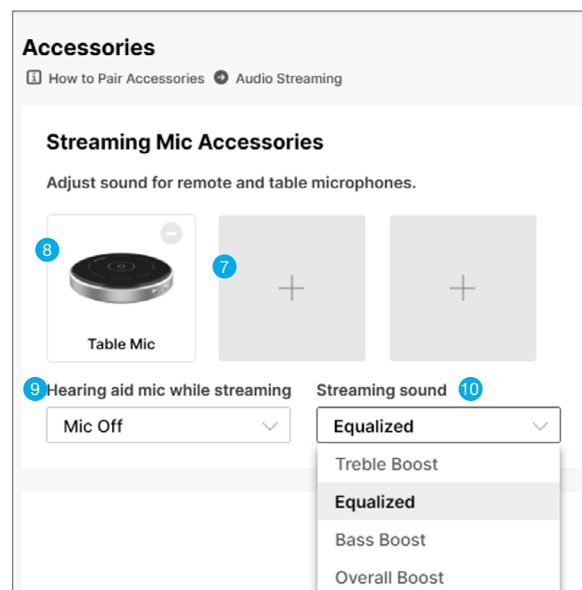 Accessories
i How to Pair Accessories Audio Streaming
Streaming Mic Accessories
Adjust sound for remote and table microphones.
8
7
Table Mic
9 Hearing aid mic while streaming Streaming sound 10
Mic Off Equalized
Treble Boost
Equalized
Bass Boost
Overall Boost